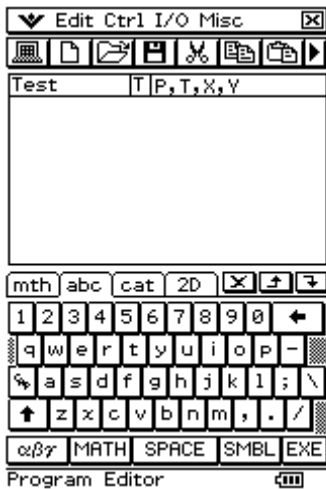 Edit Ctrl I/O Misc
Test T P,T,X,Y
mth abc cat 2D
1 2 3 4 5 6 7 8 9 0
q w e r t y u i o p -
a s d f g h j k l ; \
z x c v b n m , . /
αβγ MATH SPACE SMBL EXE
Program Editor